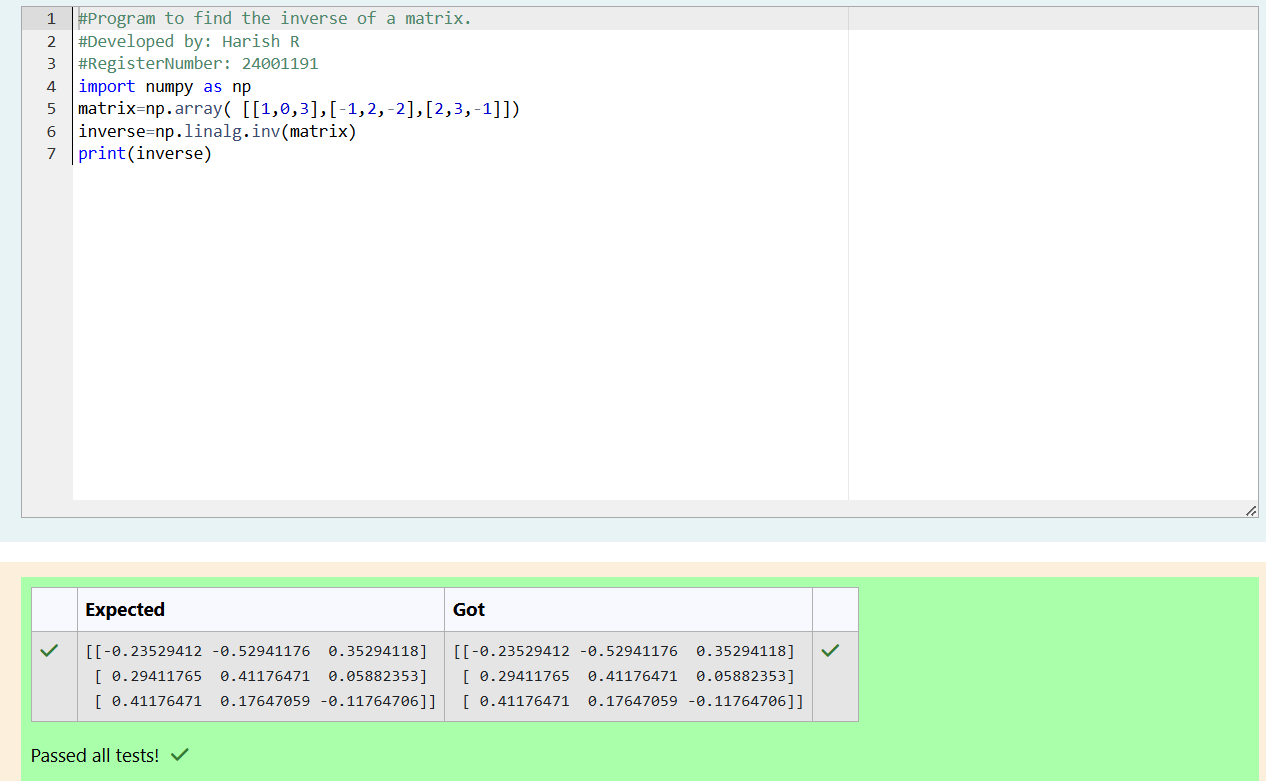 1 #Program to find the inverse of a matrix.
2 #Developed by: Harish R
3 #RegisterNumber: 24001191
4 import numpy as np
5 matrix=np.array( [[1,0,3],[-1,2,-2],[2,3,-1]])
6 inverse=np.linalg.inv(matrix)
7 print(inverse)
Expected Got
[[-0.23529412 -0.52941176  0.35294118] [[-0.23529412 -0.52941176  0.35294118]
[ 0.29411765  0.41176471  0.05882353] [ 0.29411765  0.41176471  0.05882353]
[ 0.41176471  0.17647059 -0.11764706]] [ 0.41176471  0.17647059 -0.11764706]]
Passed all tests!